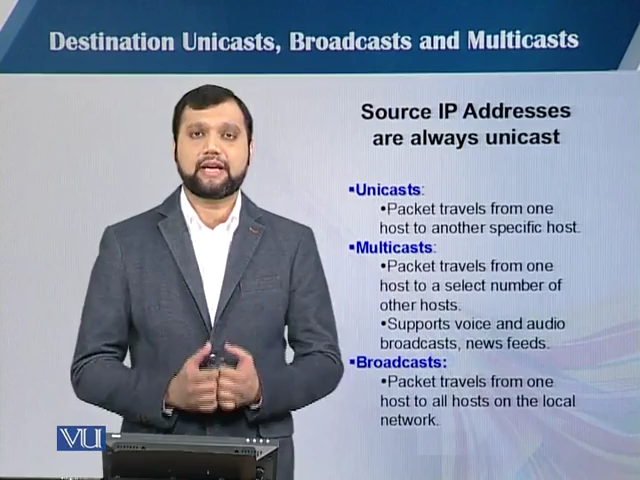 Destination Unicasts, Broadcasts and Multicasts
Source IP Addresses
are always unicast
▪Unicasts:
•Packet travels from one
host to another specific host.
▪Multicasts:
•Packet travels from one
host to a select number of
other hosts.
•Supports voice and audio
broadcasts, news feeds.
▪Broadcasts:
•Packet travels from one
host to all hosts on the local
network.
VU